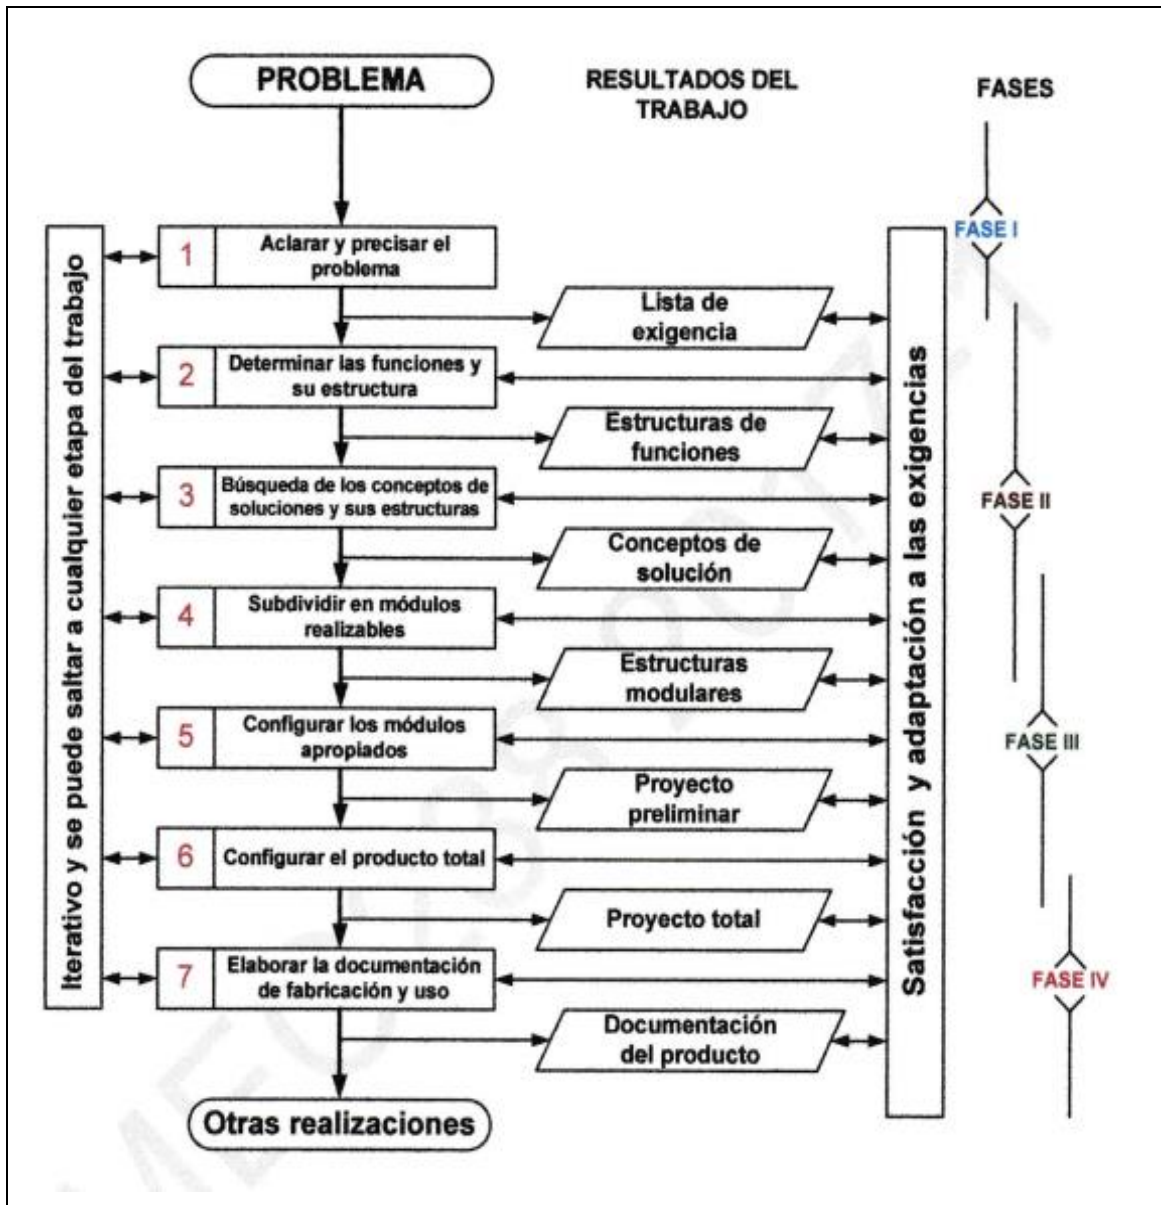 PROBLEMA
RESULTADOS DEL
TRABAJO
FASES
Iterativo y se puede saltar a cualquier etapa del trabajo
1
Aclarar y precisar el
problema
Lista de
exigencia
2
Determinar las funciones y
su estructura
Estructuras de
funciones
3
Búsqueda de los conceptos de
soluciones y sus estructuras
Conceptos de
solución
4
Subdividir en módulos
realizables
Estructuras
modulares
5
Configurar los módulos
apropiados
Proyecto
preliminar
6
Configurar el producto total
Proyecto total
7
Elaborar la documentación
de fabricación y uso
Documentación
del producto
Otras realizaciones
Satisfacción y adaptación a las exigencias
FASE I
FASE II
FASE III
FASE IV